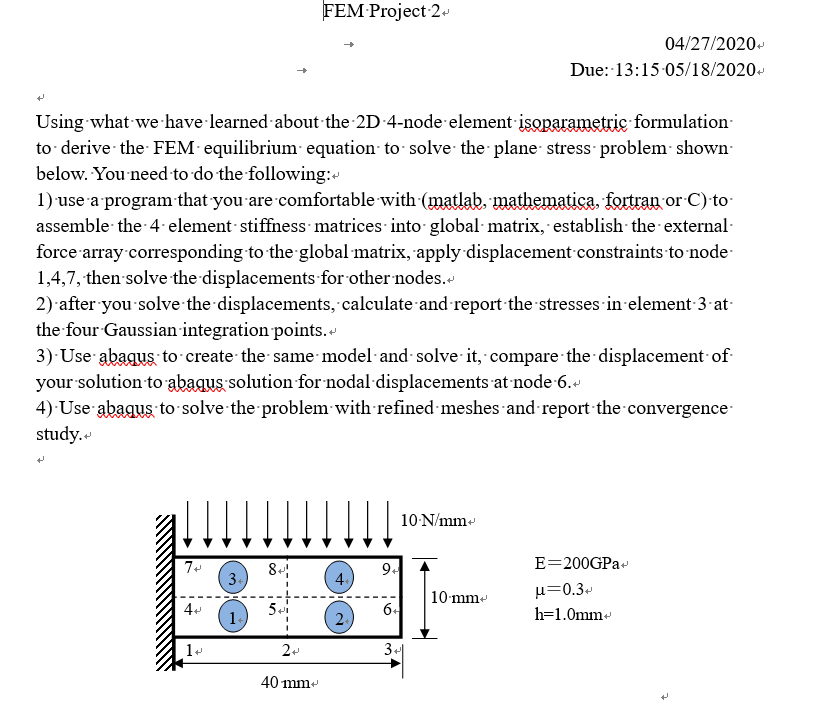 FEM Project 2
04/27/2020
Due: 13:15 05/18/2020
Using what we have learned about the 2D 4-node element isoparametric formulation
to derive the FEM equilibrium equation to solve the plane stress problem shown
below. You need to do the following:
1) use a program that you are comfortable with (matlab, mathematica, fortran or C) to
assemble the 4 element stiffness matrices into global matrix, establish the external
force array corresponding to the global matrix, apply displacement constraints to node
1,4,7, then solve the displacements for other nodes.
2) after you solve the displacements, calculate and report the stresses in element 3 at
the four Gaussian integration points.
3) Use abaqus to create the same model and solve it, compare the displacement of
your solution to abaqus solution for nodal displacements at node 6.
4) Use abaqus to solve the problem with refined meshes and report the convergence
study.
10 N/mm
7 3 8 4 9
E=200GPa
10 mm
μ=0.3
4 1 5 2 6
h=1.0mm
1 2 3
40 mm